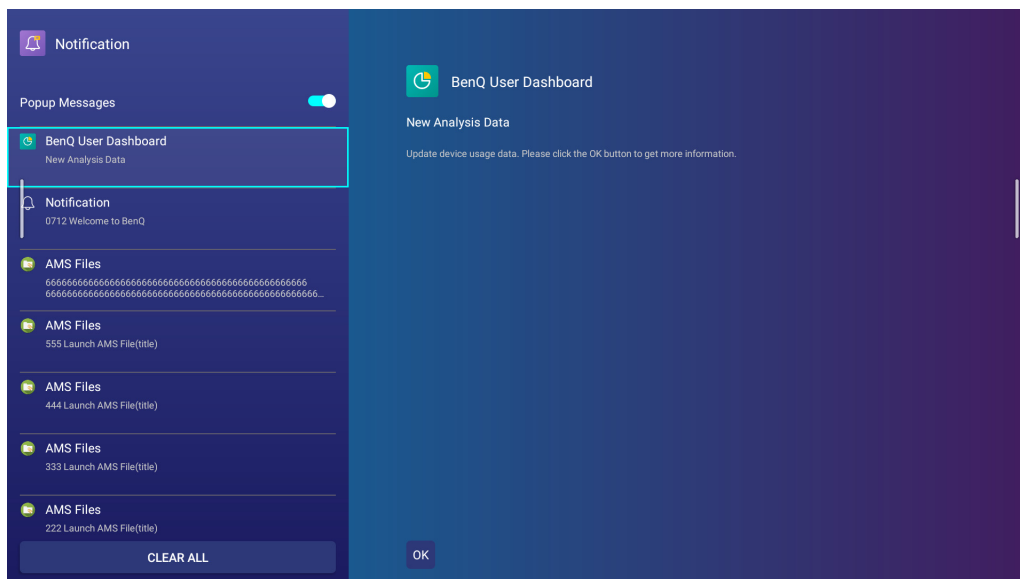 Notification
Popup Messages
BenQ User Dashboard
New Analysis Data
Notification
0712 Welcome to BenQ
AMS Files
666666666666666666666666666666666666666666666
66666666666666666666666666666666666666666666666...
AMS Files
555 Launch AMS File(title)
AMS Files
444 Launch AMS File(title)
AMS Files
333 Launch AMS File(title)
AMS Files
222 Launch AMS File(title)
CLEAR ALL
BenQ User Dashboard
New Analysis Data
Update device usage data. Please click the OK button to get more information.
OK